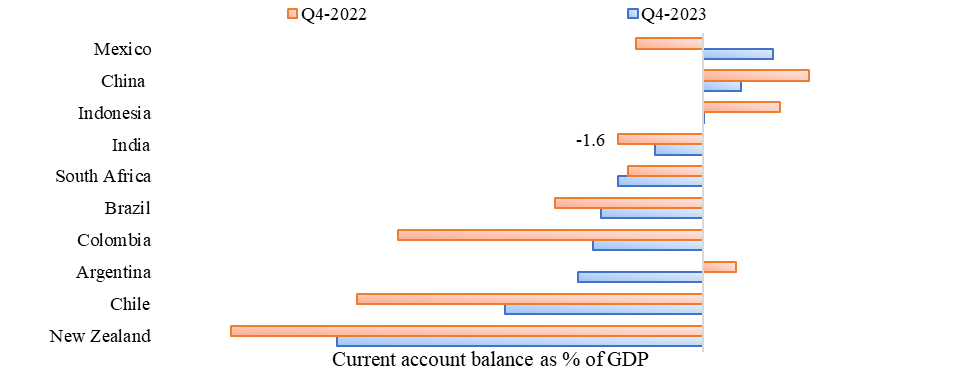 Q4-2022 Q4-2023
Mexico
China
Indonesia
India -1.6
South Africa
Brazil
Colombia
Argentina
Chile
New Zealand
Current account balance as % of GDP